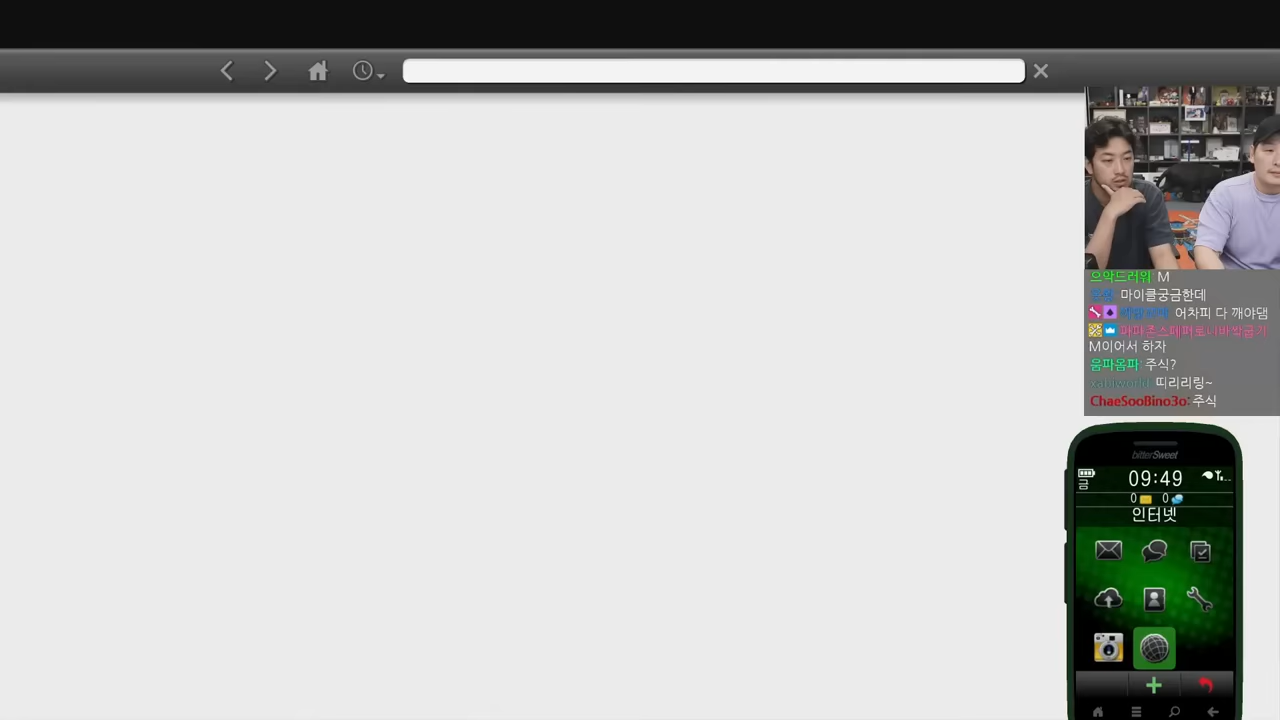 으악드러워: M
마이클궁금한데
어차피 다 깨야댐
M이어서 하자
움파옴파: 주식?
띠리리링~
ChaeSooBino3o: 주식
bitterSweet
금 09:49
0 0
인터넷